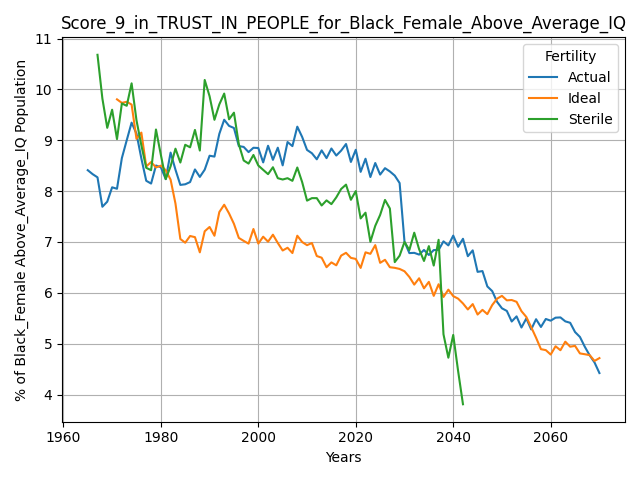 Score_9_in_TRUST_IN_PEOPLE_for_Black_Female_Above_Average_IQ
% of Black_Female Above_Average_IQ Population
11
10
9
8
7
6
5
4
Fertility
Actual
Ideal
Sterile
1960
1980
2000
2020
2040
2060
Years